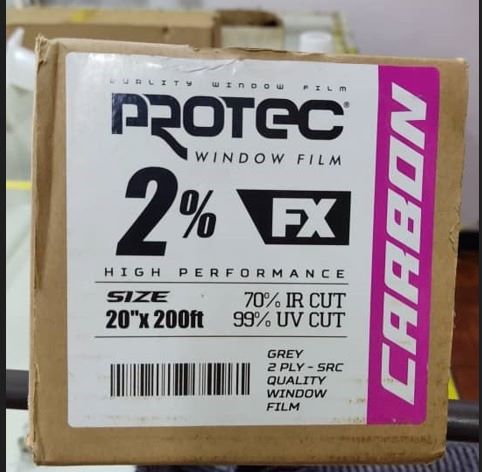 QUALITY WINDOW FILM
PROTEC®
WINDOW FILM
2%
FX
HIGH PERFORMANCE
SIZE
20"x 200ft
70% IR CUT
99% UV CUT
GREY
2 PLY - SRC
QUALITY
WINDOW
FILM
CARBON